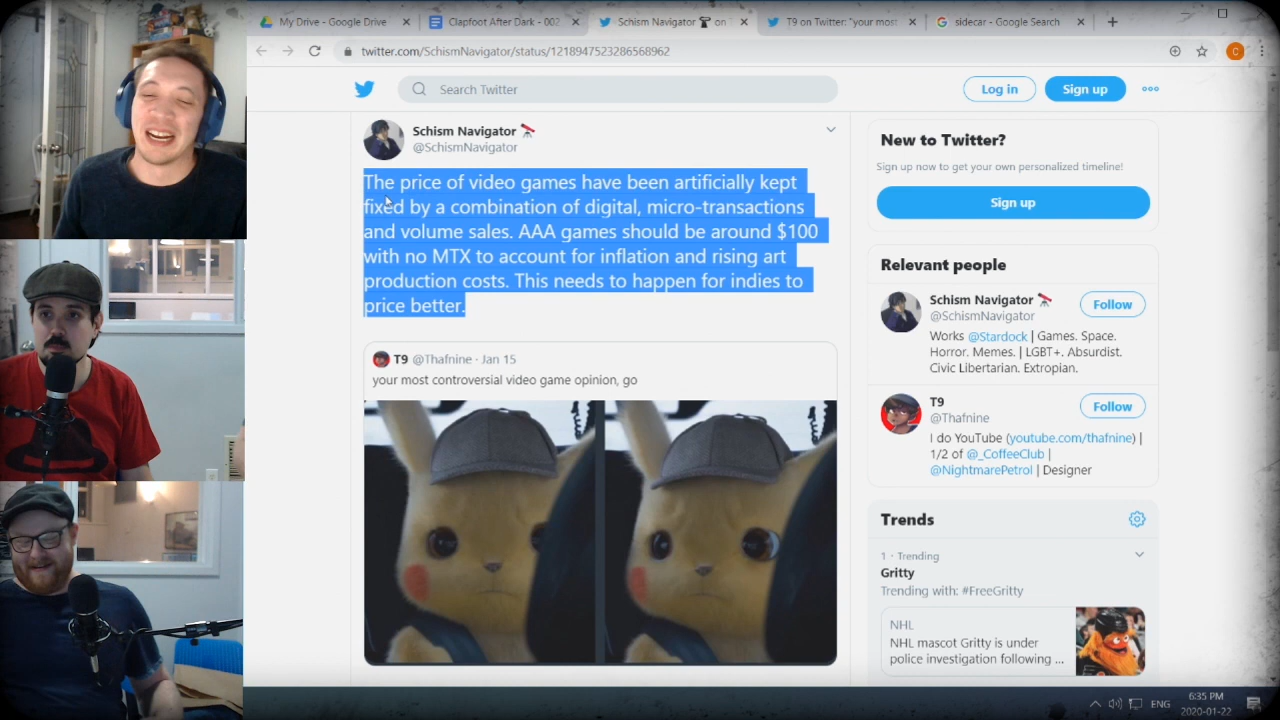 My Drive - Google Drive
Clapfoot After Dark - 002
Schism Navigator on T
T9 on Twitter: "your most
sidecar - Google Search
twitter.com/SchismNavigator/status/1218947523286568962
C
Search Twitter
Log in
Sign up
Schism Navigator
@SchismNavigator
The price of video games have been artificially kept
fixed by a combination of digital, micro-transactions
and volume sales. AAA games should be around $100
with no MTX to account for inflation and rising art
production costs. This needs to happen for indies to
price better.
T9 @Thafnine · Jan 15
your most controversial video game opinion, go
New to Twitter?
Sign up now to get your own personalized timeline!
Sign up
Relevant people
Schism Navigator
@SchismNavigator
Follow
Works @Stardock | Games. Space.
Horror. Memes. | LGBT+. Absurdist.
Civic Libertarian. Extropian.
T9
@Thafnine
Follow
I do YouTube (youtube.com/thafnine) |
1/2 of @_CoffeeClub |
@NightmarePetrol | Designer
Trends
1 · Trending
Gritty
Trending with: #FreeGritty
NHL
NHL mascot Gritty is under
police investigation following ...
ENG
6:35 PM
2020-01-22